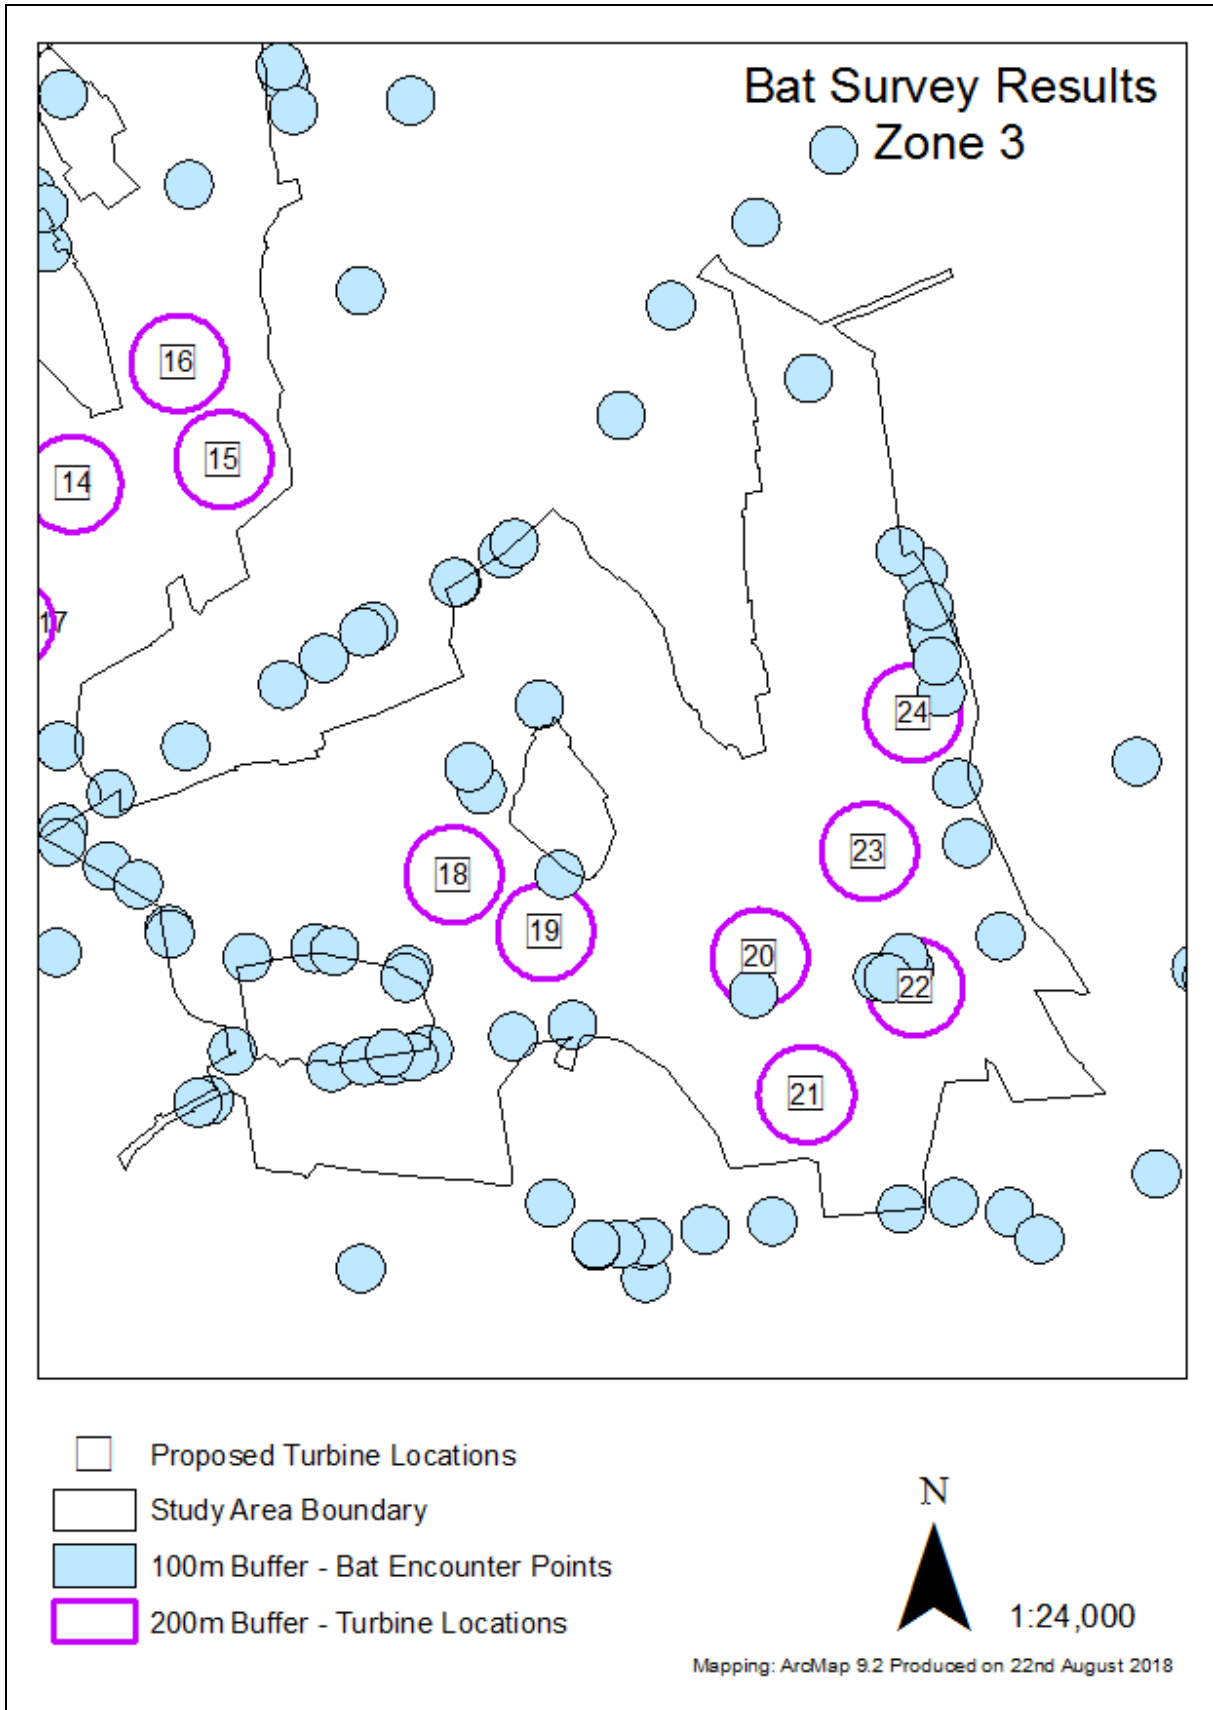 Bat Survey Results
Zone 3
16
15
14
17
24
23
18
19
20
22
21
Proposed Turbine Locations
Study Area Boundary
100m Buffer - Bat Encounter Points
200m Buffer - Turbine Locations
N
1:24,000
Mapping: ArcMap 9.2 Produced on 22nd August 2018